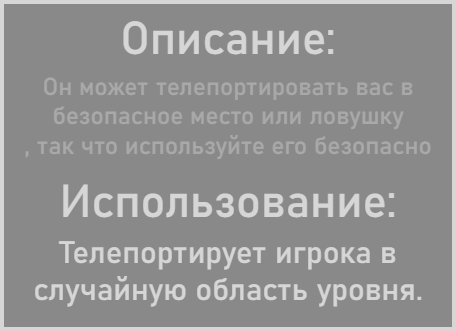 Описание:
Он может телепортировать вас в
безопасное место или ловушку
, так что используйте его безопасно
Использование:
Телепортирует игрока в
случайную область уровня.